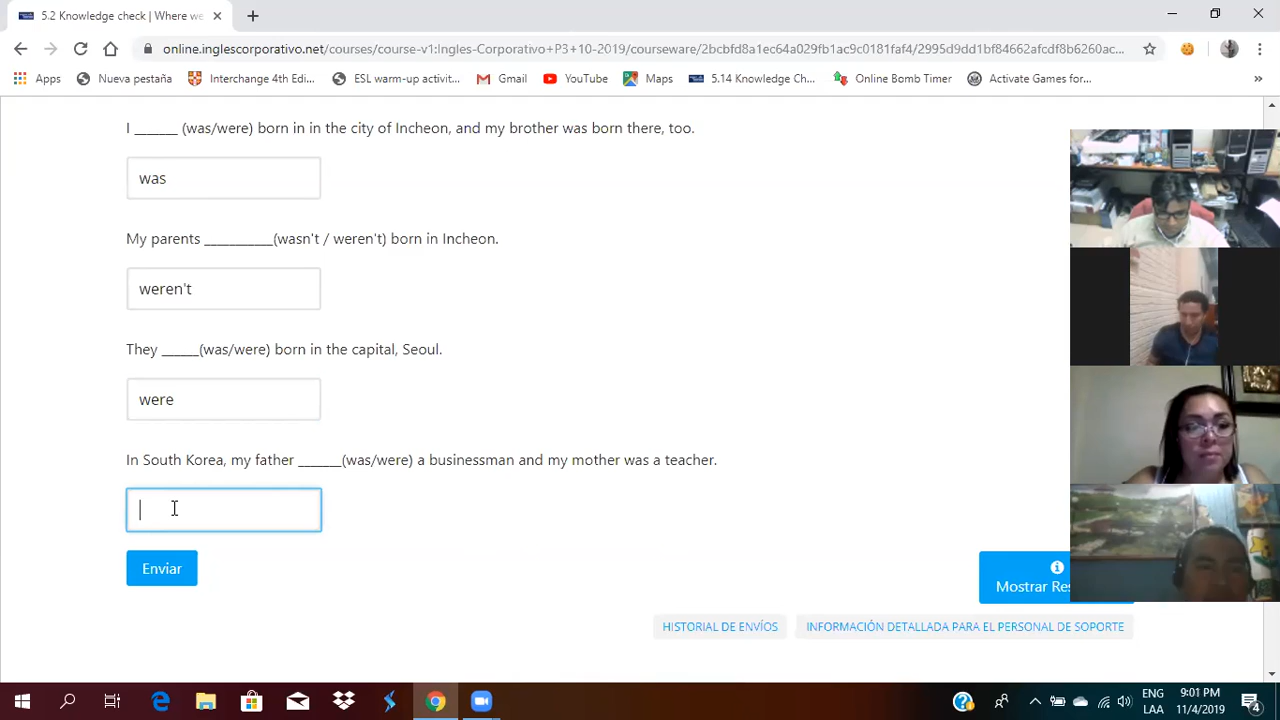 5.2 Knowledge check | Where we
online.inglescorporativo.net/courses/course-v1:Ingles-Corporativo+P3+10-2019/courseware/2bcbfd8a1ec64a029fb1ac9c0181faf4/2995d9dd1bf84662afcdf8b6260ac...
Apps Nueva pestaña Interchange 4th Edi... ESL warm-up activit... Gmail YouTube Maps 5.14 Knowledge Ch... Online Bomb Timer Activate Games for... »
I _______ (was/were) born in in the city of Incheon, and my brother was born there, too.
was
My parents ___________(wasn't / weren't) born in Incheon.
weren't
They ______(was/were) born in the capital, Seoul.
were
In South Korea, my father _______(was/were) a businessman and my mother was a teacher.
Enviar
Mostrar Res
HISTORIAL DE ENVÍOS
INFORMACIÓN DETALLADA PARA EL PERSONAL DE SOPORTE
ENG 9:01 PM
LAA 11/4/2019
4